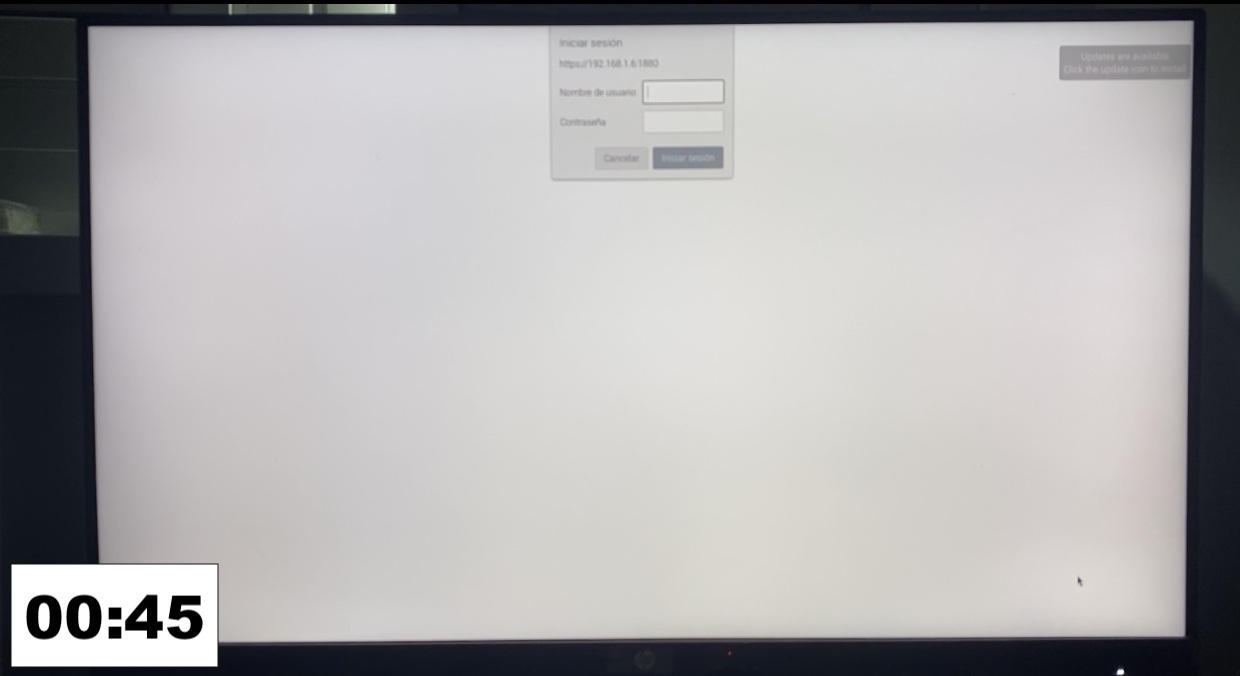 Iniciar sesión
https://192.168.1.6:1880
Nombre de usuario
Contraseña
Cancelar
Iniciar sesión
Updates are available
Click the update icon to install
00:45
hp